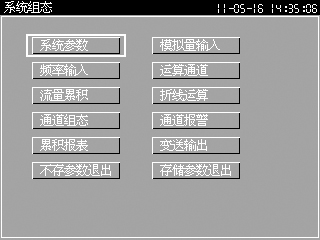 系统组态 11-05-16 14:35:06
系统参数 模拟量输入
频率输入 运算通道
流量累积 折线运算
通道组态 通道报警
累积报表 变送输出
不存参数退出 存储参数退出